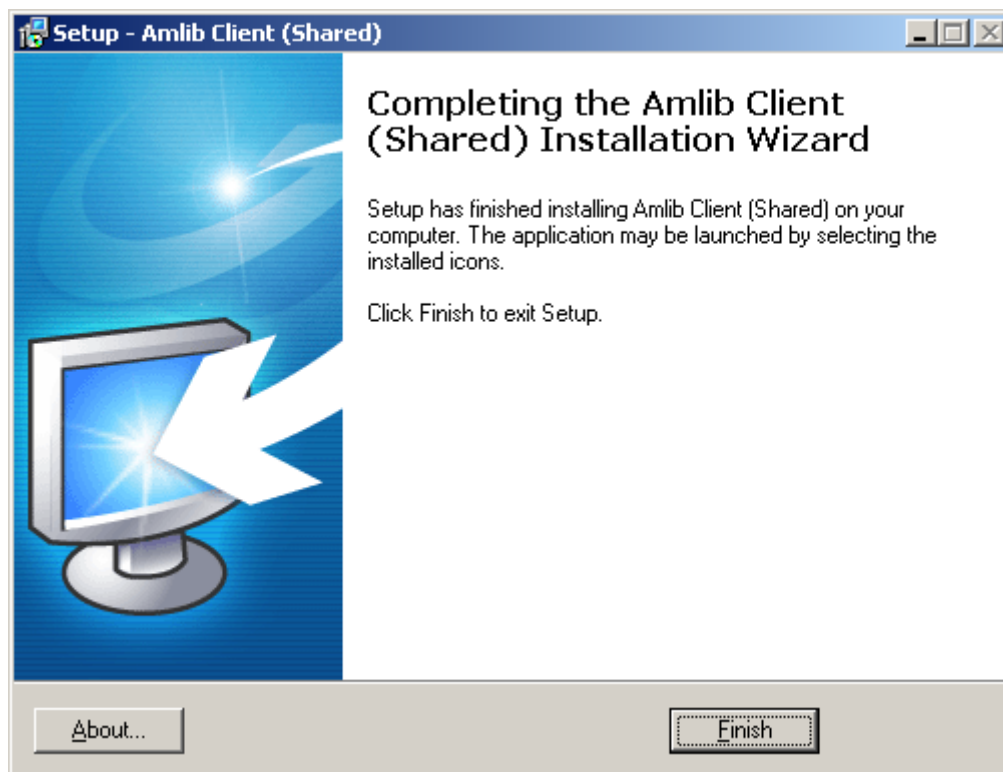 Setup - Amlib Client (Shared)
Completing the Amlib Client
(Shared) Installation Wizard
Setup has finished installing Amlib Client (Shared) on your
computer. The application may be launched by selecting the
installed icons.
Click Finish to exit Setup.
About...
Finish